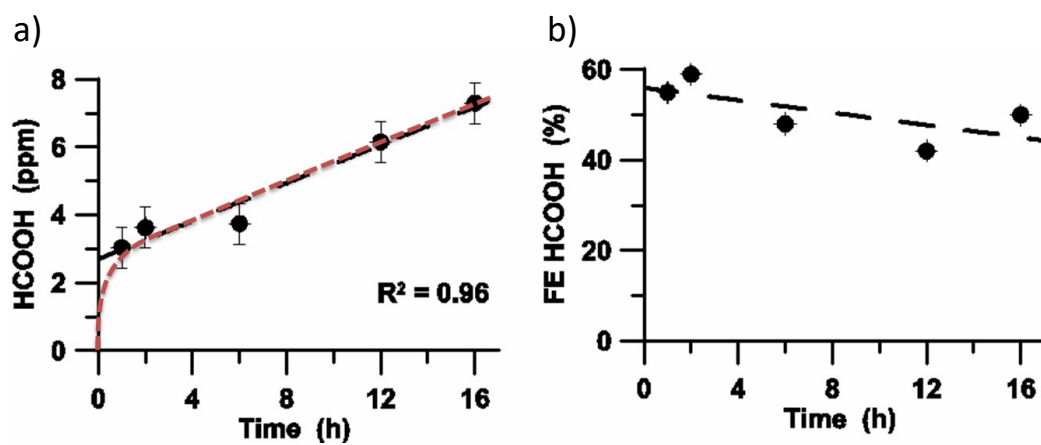 a)
8
6
4
2
0
HCOOH (ppm)
R² = 0.96
0 4 8 12 16
Time (h)
b)
60
40
20
0
FE HCOOH (%)
0 4 8 12 16
Time (h)